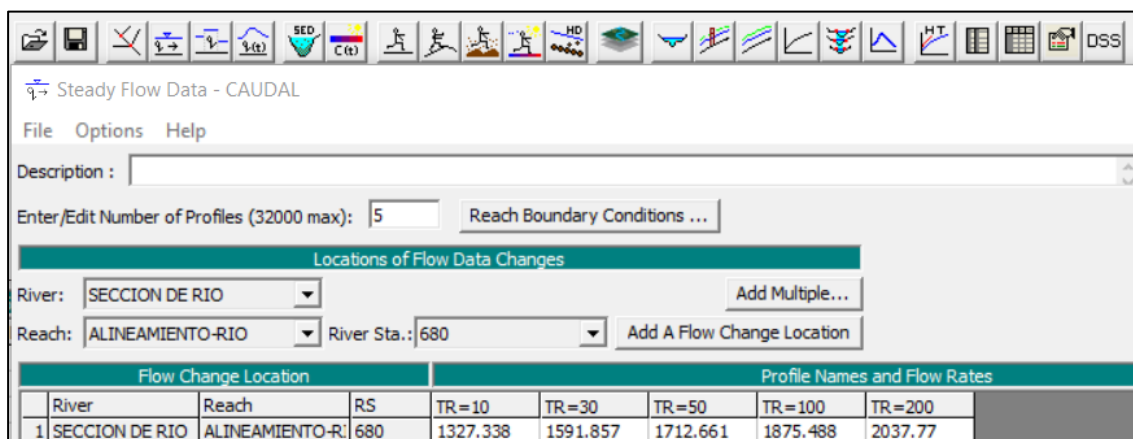 SED C(t) q(t) HD HT DSS
Steady Flow Data - CAUDAL
File Options Help
Description :
Enter/Edit Number of Profiles (32000 max): 5 Reach Boundary Conditions ...
Locations of Flow Data Changes
River: SECCION DE RIO Add Multiple...
Reach: ALINEAMIENTO-RIO River Sta.: 680 Add A Flow Change Location
Flow Change Location Profile Names and Flow Rates
River Reach RS TR=10 TR=30 TR=50 TR=100 TR=200
1 SECCION DE RIO ALINEAMIENTO-R 680 1327.338 1591.857 1712.661 1875.488 2037.77